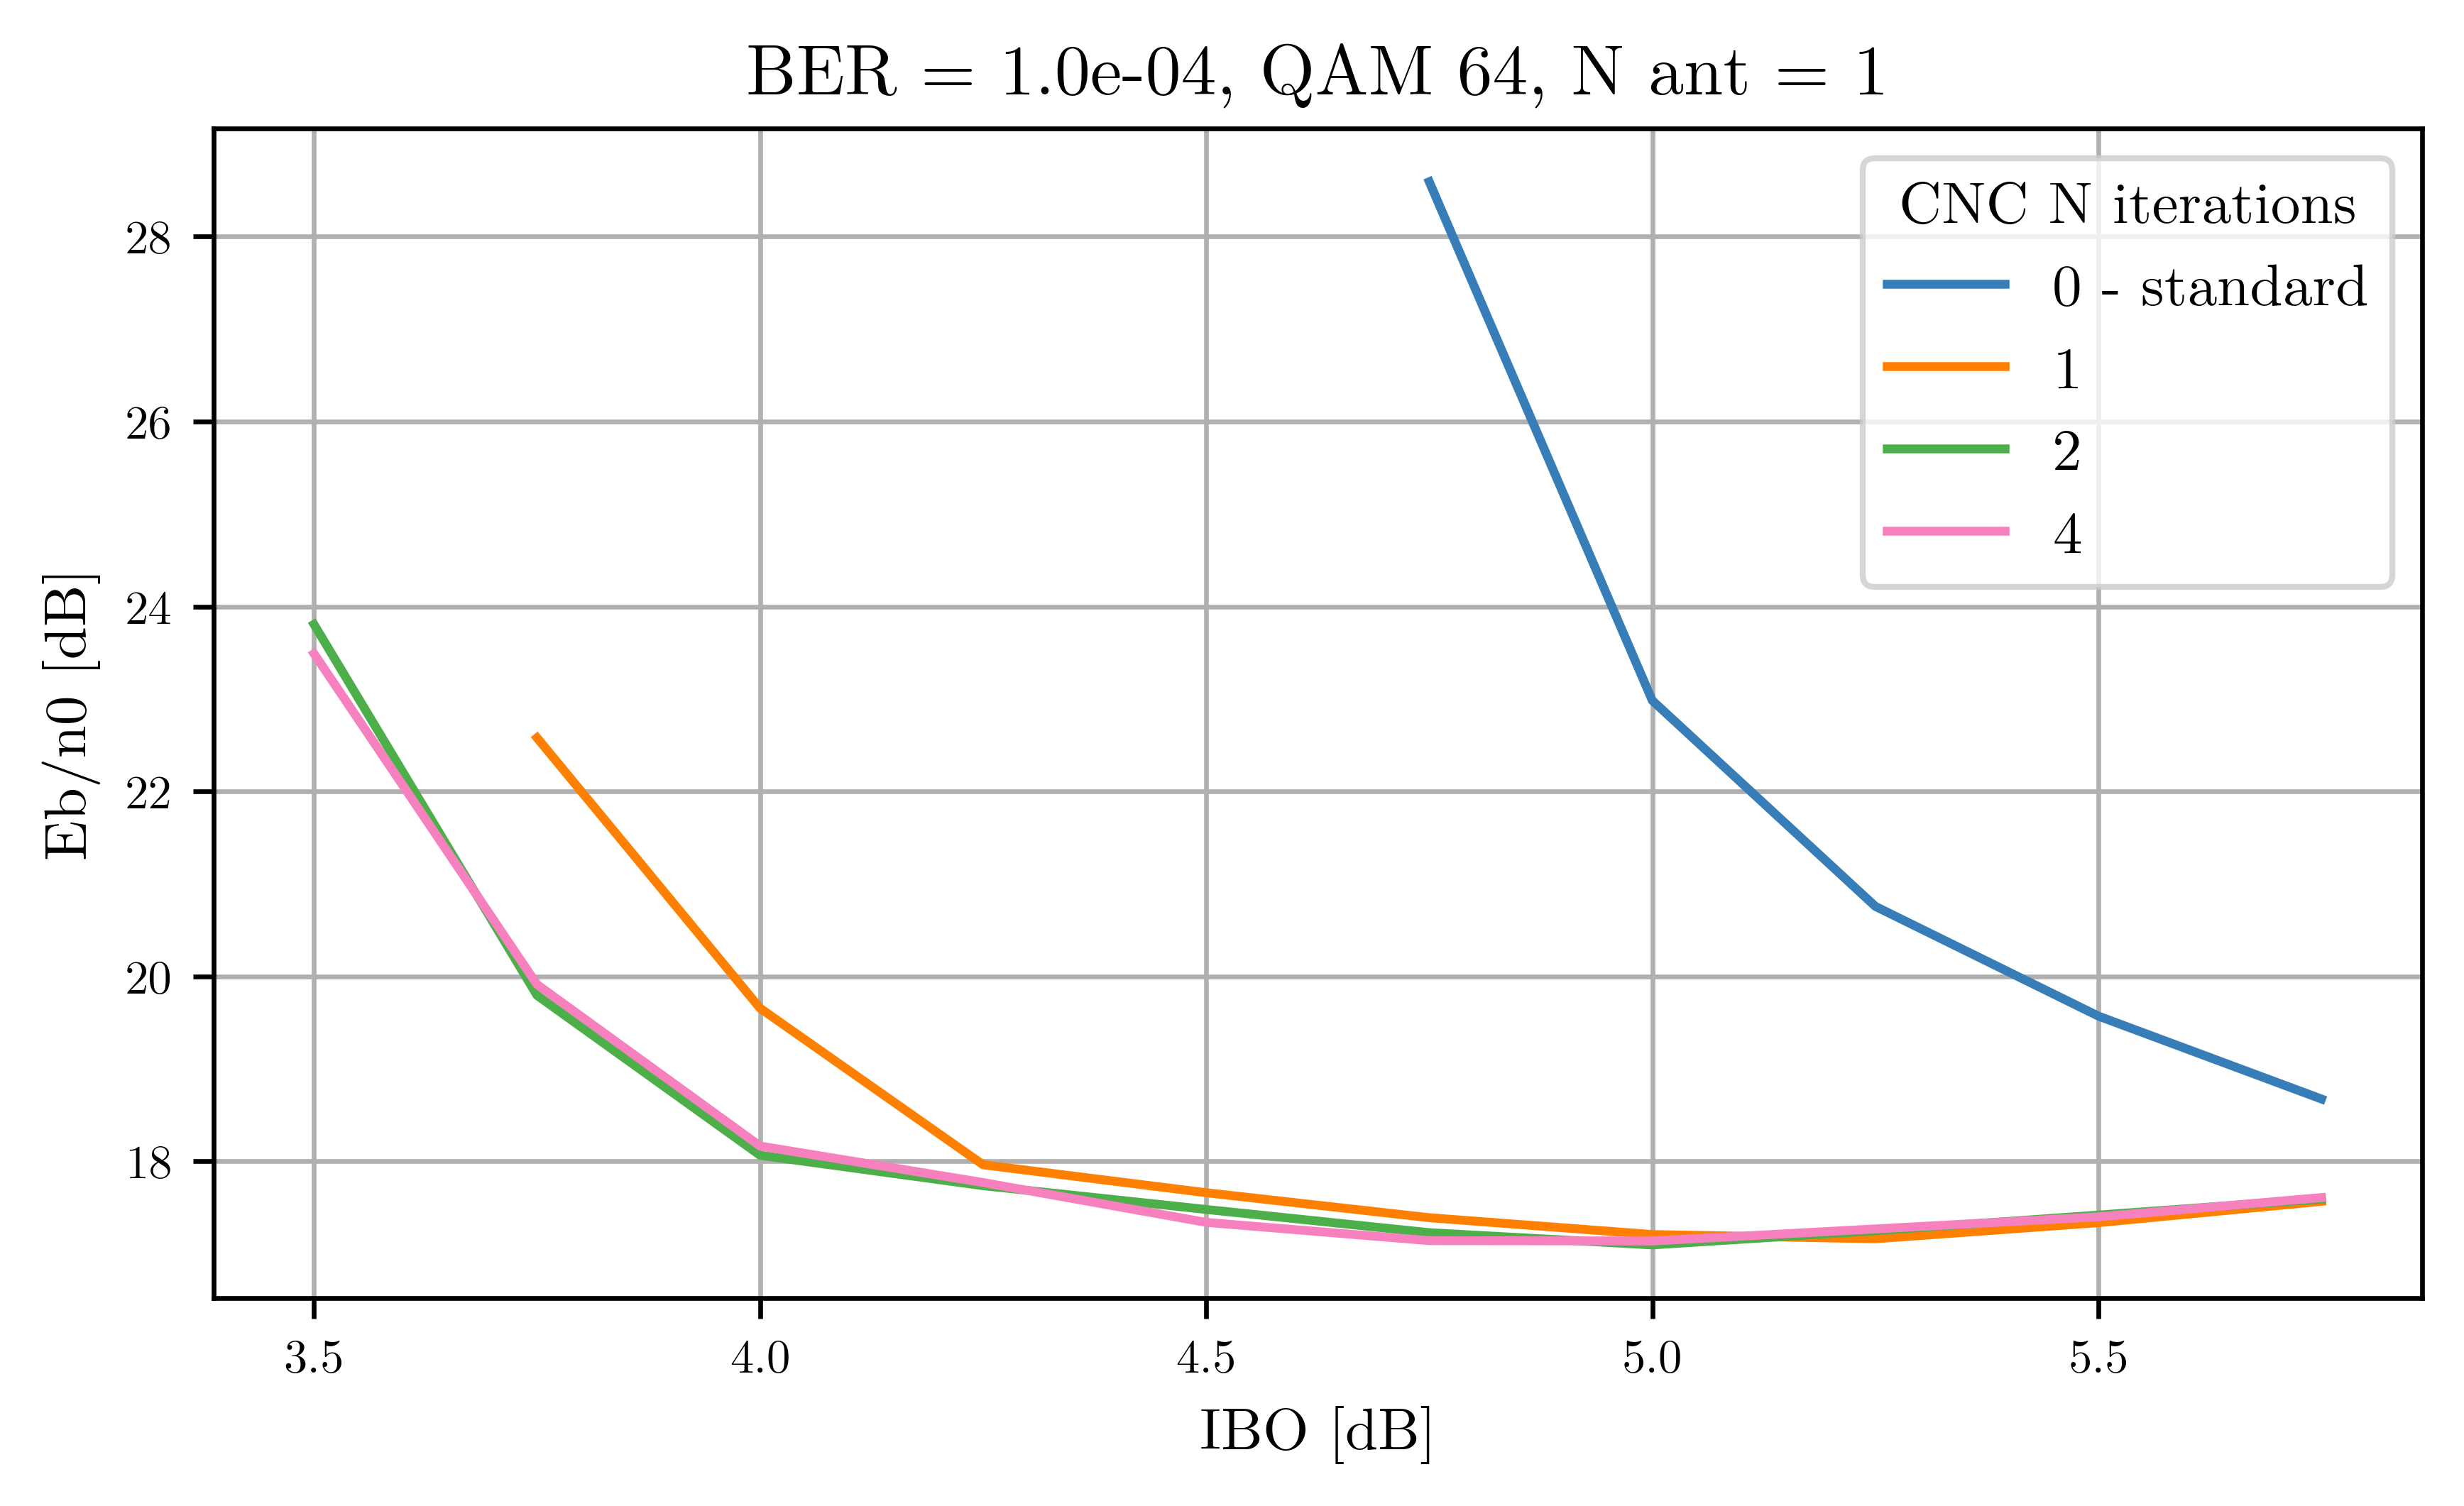 BER = 1.0e-04, QAM 64, N ant = 1
CNC N iterations
0 - standard
1
2
4
Eb/n0 [dB]
28
26
24
22
20
18
3.5 4.0 4.5 5.0 5.5
IBO [dB]